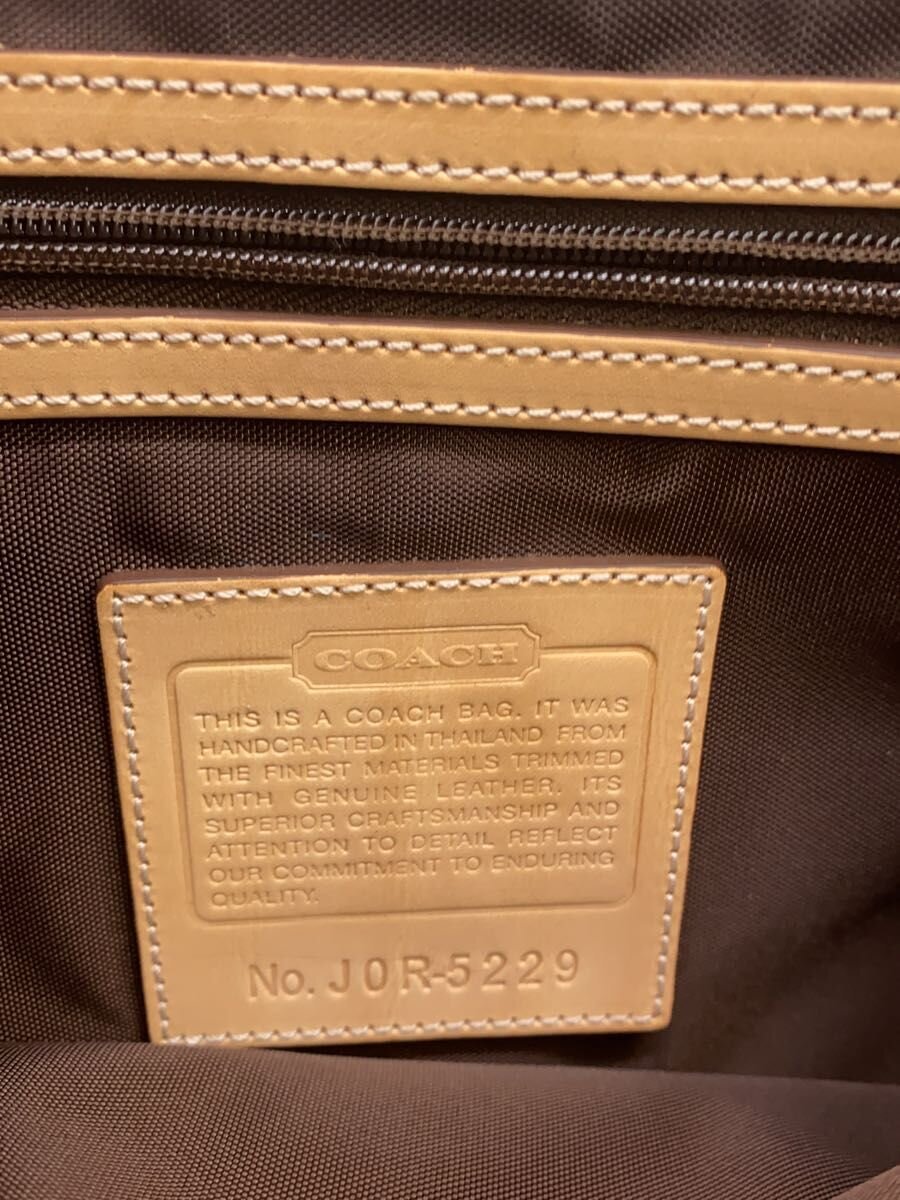 COACH
THIS IS A COACH BAG. IT WAS
HANDCRAFTED IN THAILAND FROM
THE FINEST MATERIALS TRIMMED
WITH GENUINE LEATHER. ITS
SUPERIOR CRAFTSMANSHIP AND
ATTENTION TO DETAIL REFLECT
OUR COMMITMENT TO ENDURING
QUALITY.
No. J0R-5229